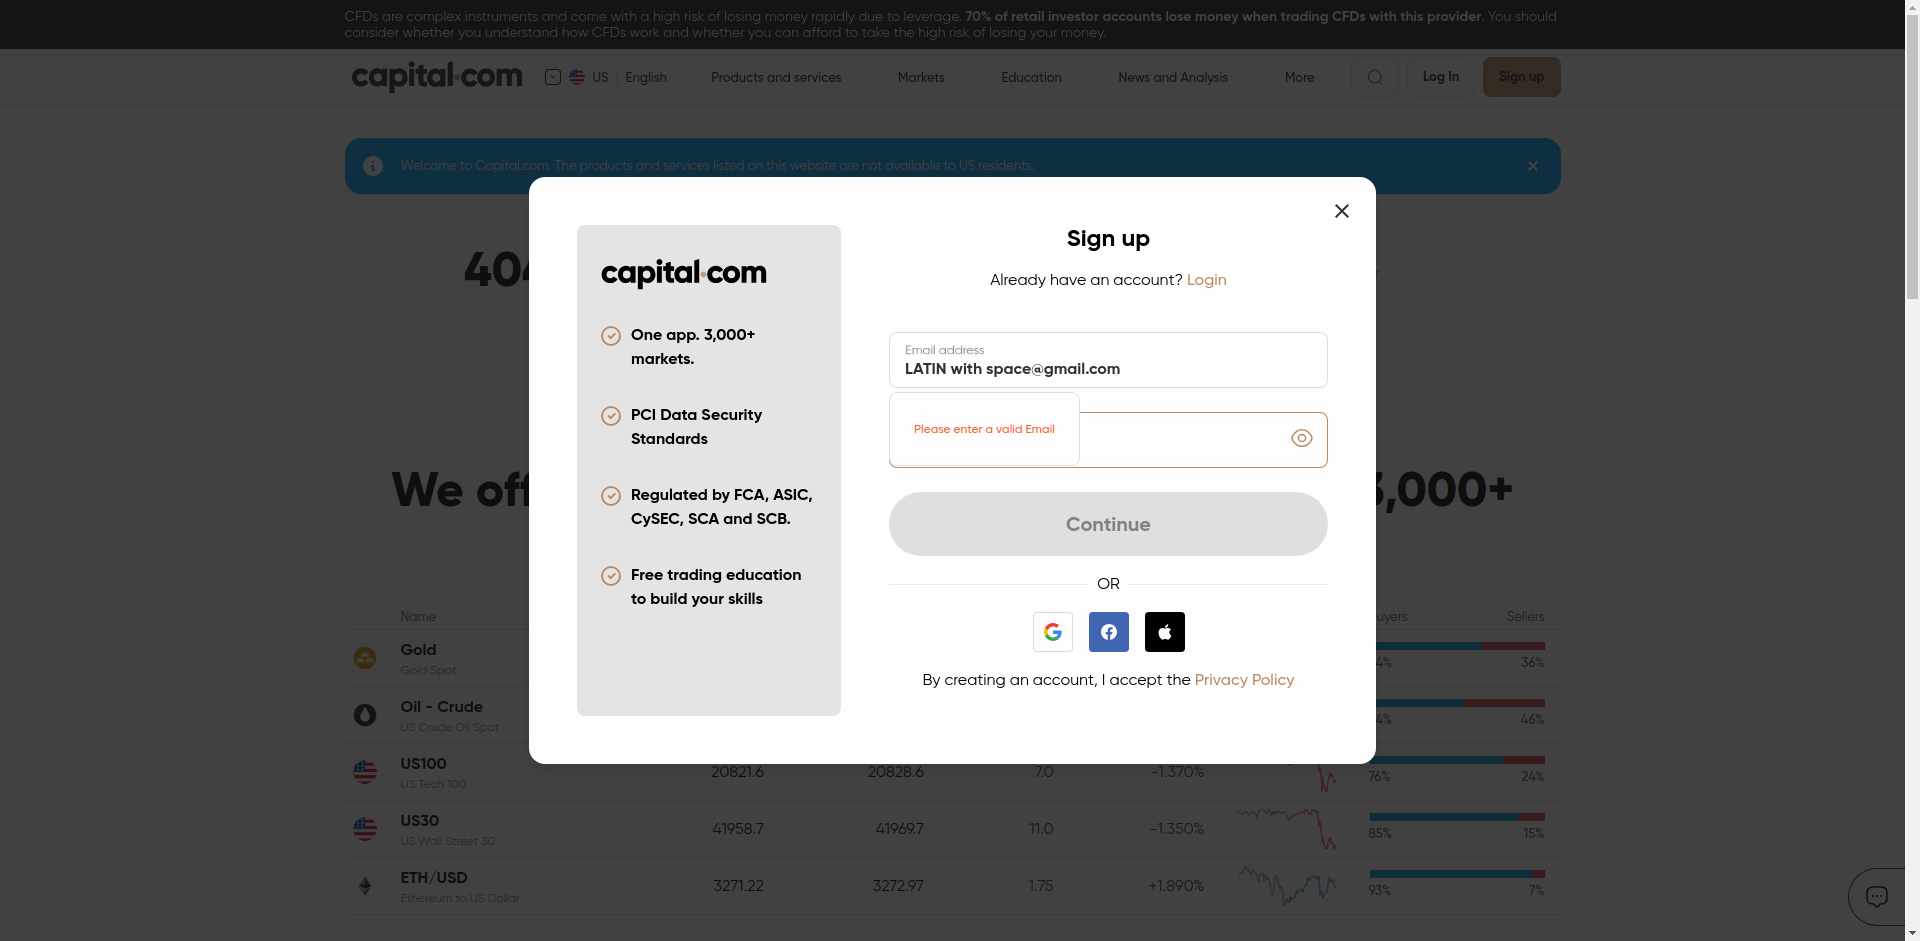 CFDs are complex instruments and come with a high risk of losing money rapidly due to leverage. 70% of retail investor accounts lose money when trading CFDs with this provider. You should
consider whether you understand how CFDs work and whether you can afford to take the high risk of losing your money.
capital.com
US English
Products and services
Markets
Education
News and Analysis
More
Log In
Sign up
Welcome to Capital.com. The products and services listed on this website are not available to US residents.
404
capital.com
One app. 3,000+
markets.
PCI Data Security
Standards
Regulated by FCA, ASIC,
CySEC, SCA and SCB.
Free trading education
to build your skills
Sign up
Already have an account? Login
Email address
LATIN with space@gmail.com
Please enter a valid Email
Continue
OR
By creating an account, I accept the Privacy Policy
We off
3,000+
Name
Sellers
Gold
Gold Spot
36%
Oil - Crude
US Crude Oil Spot
46%
US100
US Tech 100
20821.6 20828.6 7.0 -1.370% 76% 24%
US30
US Wall Street 30
41958.7 41969.7 11.0 -1.350% 85% 15%
ETH/USD
Ethereum to US Dollar
3271.22 3272.97 1.75 +1.890% 93% 7%